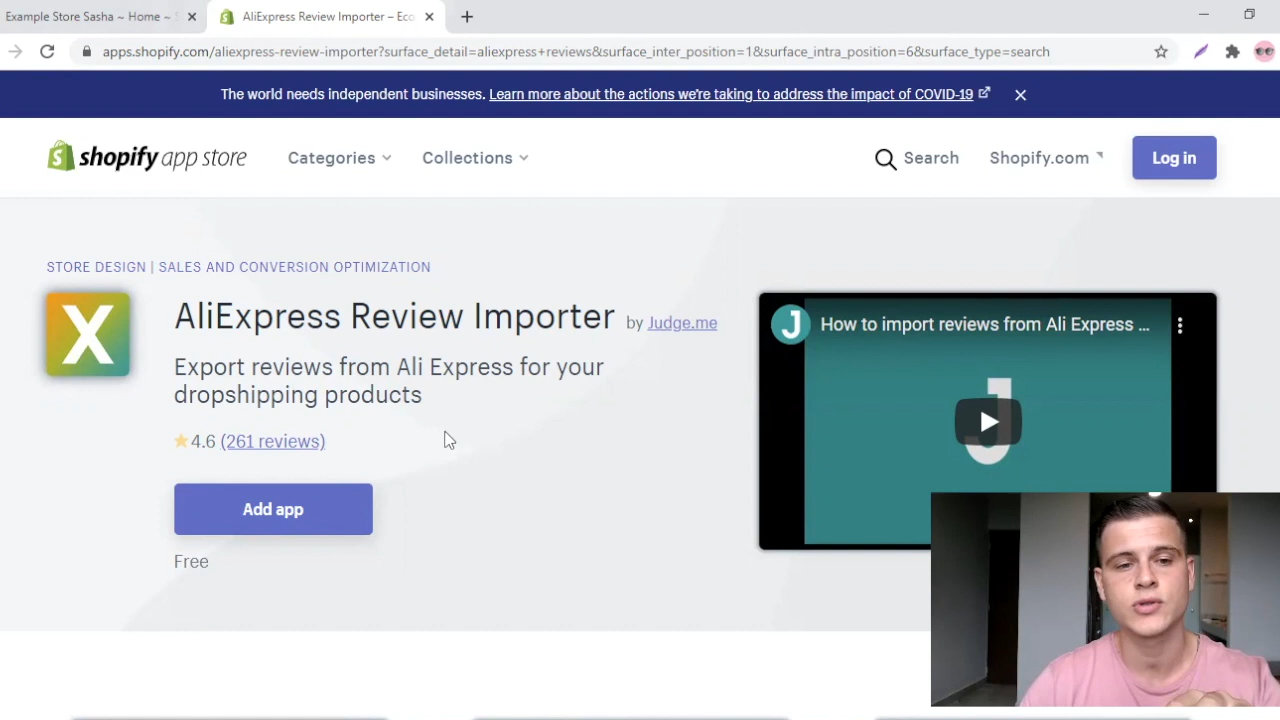 Example Store Sasha ~ Home ~
AliExpress Review Importer – Eco
apps.shopify.com/aliexpress-review-importer?surface_detail=aliexpress+reviews&surface_inter_position=1&surface_intra_position=6&surface_type=search
The world needs independent businesses. Learn more about the actions we're taking to address the impact of COVID-19
shopify app store
Categories
Collections
Search
Shopify.com
Log in
STORE DESIGN | SALES AND CONVERSION OPTIMIZATION
X
AliExpress Review Importer by Judge.me
Export reviews from Ali Express for your
dropshipping products
4.6 (261 reviews)
Add app
Free
J
How to import reviews from Ali Express ...
J